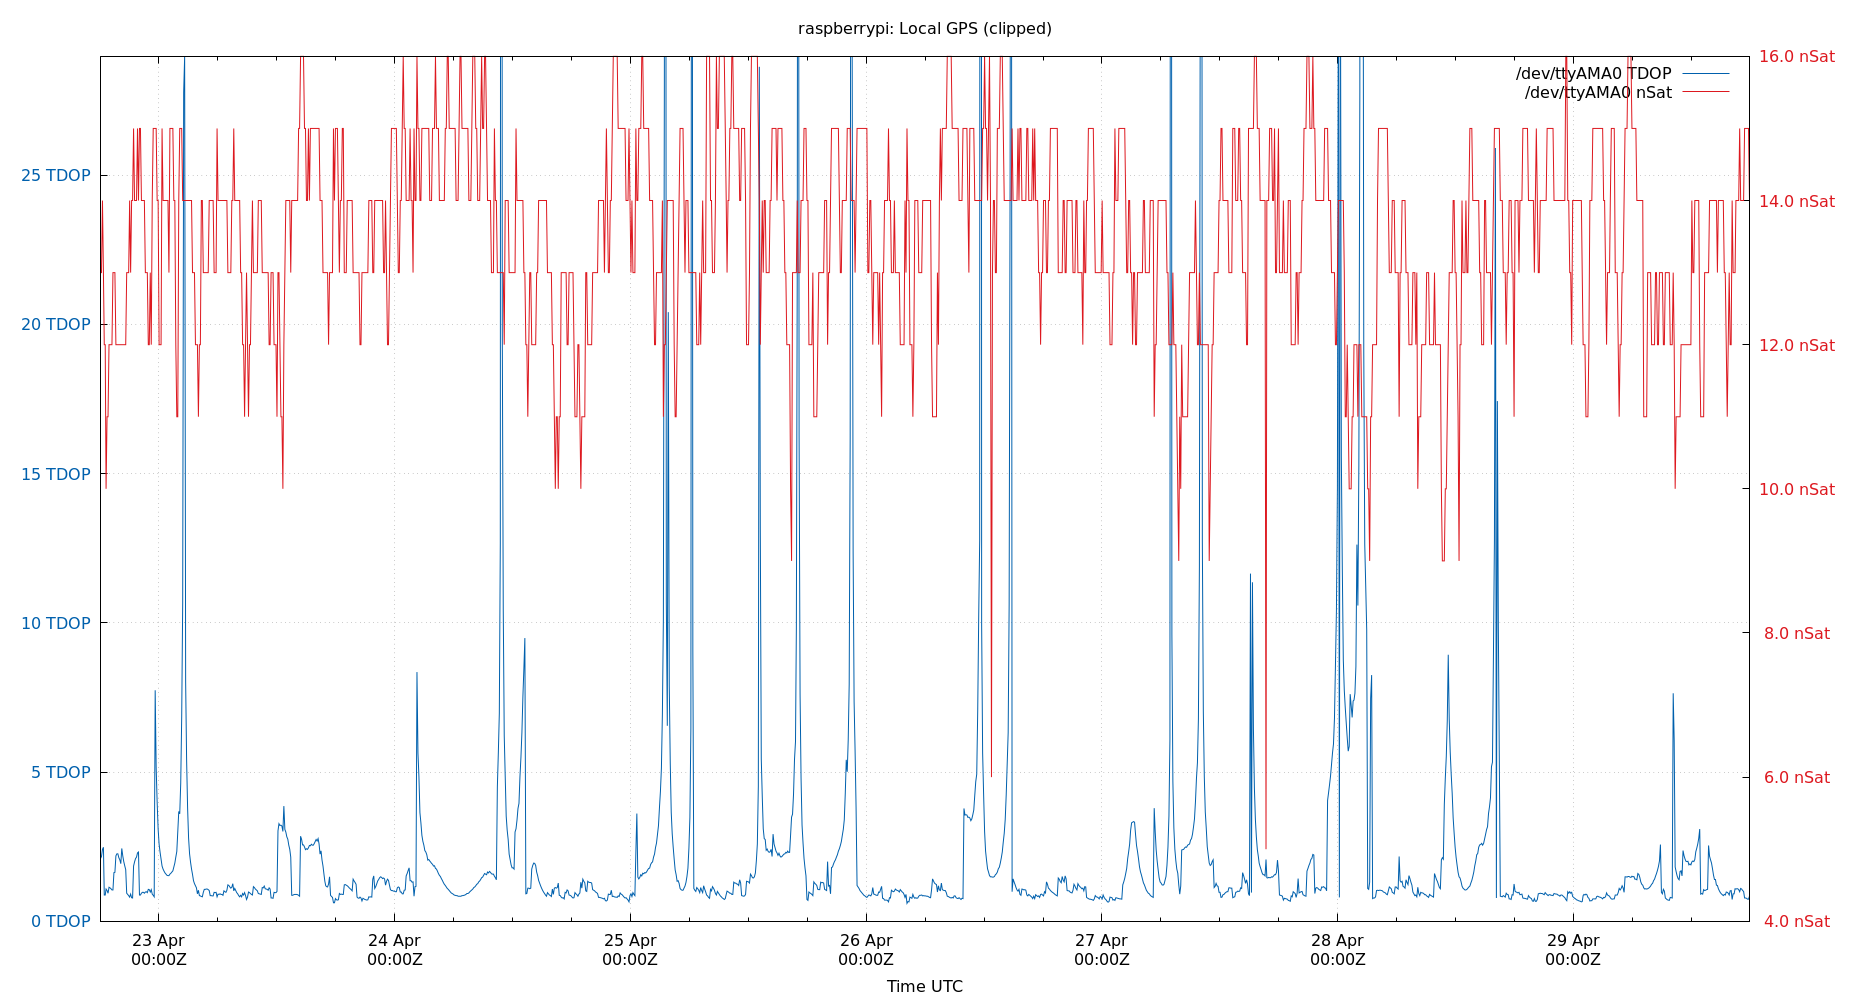 raspberrypi: Local GPS (clipped)
16.0 nSat
/dev/ttyAMA0 TDOP
/dev/ttyAMA0 nSat
25 TDOP
14.0 nSat
20 TDOP
12.0 nSat
15 TDOP
10.0 nSat
10 TDOP
8.0 nSat
5 TDOP
6.0 nSat
0 TDOP
4.0 nSat
23 Apr 24 Apr 25 Apr 26 Apr 27 Apr 28 Apr 29 Apr
00:00Z 00:00Z 00:00Z 00:00Z 00:00Z 00:00Z 00:00Z
Time UTC